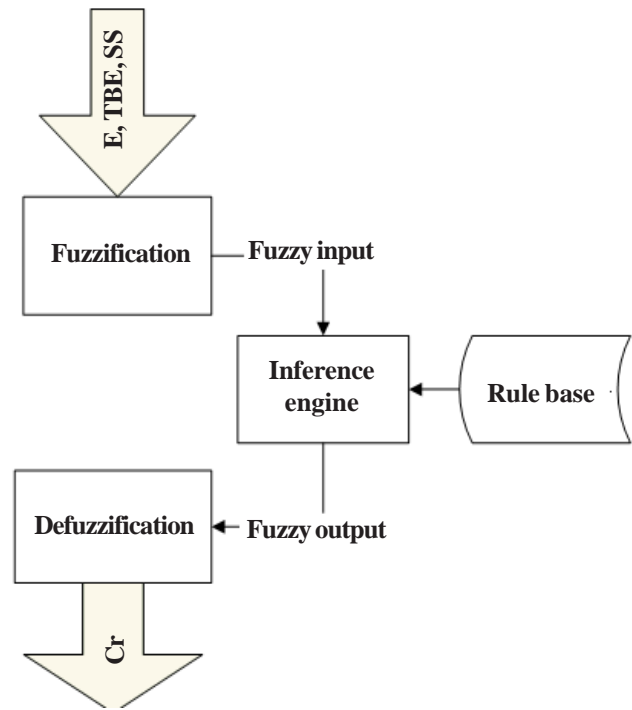 E, TBE, SS
Fuzzification
Fuzzy input
Inference
engine
Rule base
Defuzzification
Fuzzy output
Cr